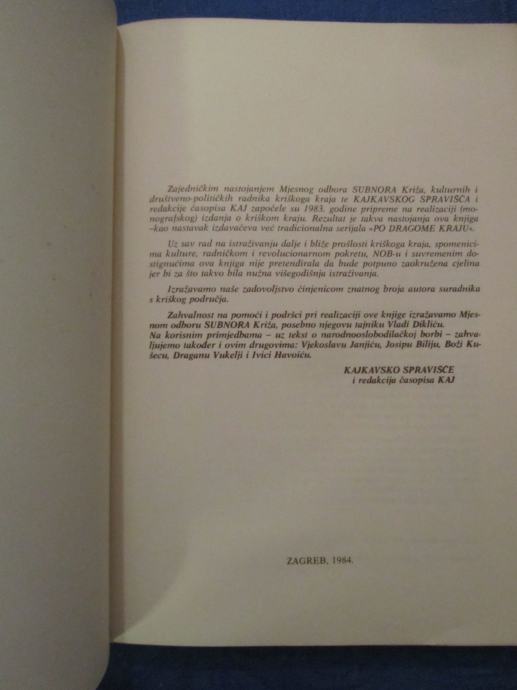 Zajedničkim nastojanjem Mjesnog odbora SUBNORA Križa, kulturnih i
društveno-političkih radnika križkoga kraja te KAJKAVSKOG SPRAVIŠĆA i
redakcije časopisa KAJ započele su 1983. godine pripreme na realizaciji (mo-
nografskog) izdanja o kriškom kraju. Rezultat je takva nastojanja ova knjiga
-kao nastavak izdavačeva već tradicionalna serijala »PO DRAGOME KRAJU«.
Uz sav rad na istraživanju dalje i bliže prošlosti kriškoga kraja, spomenici-
ma kulture, radničkom i revolucionarnom pokretu, NOB-u i suvremenim do-
stignućima ova knjiga nije pretendirala da bude potpuno zaokružena cjelina
jer bi za što takvo bila nužna višegodišnja istraživanja.
Izražavamo naše zadovoljstvo činjenicom znatnog broja autora suradnika
s kriškog područja.
Zahvalnost na pomoći i podršci pri realizaciji ove knjige izražavamo Mjes-
nom odboru SUBNORA Križa, posebno njegovu tajniku Vladi Dikliću.
Na korisnim primjedbama – uz tekst o narodnooslobodilačkoj borbi – zahva-
ljujemo također i ovim drugovima: Vjekoslavu Janjiću, Josipu Biliju, Boži Ku-
šecu, Draganu Vukelji i Ivici Havoiću.
KAJKAVSKO SPRAVIŠĆE
i redakcija časopisa KAJ
ZAGREB, 1984.